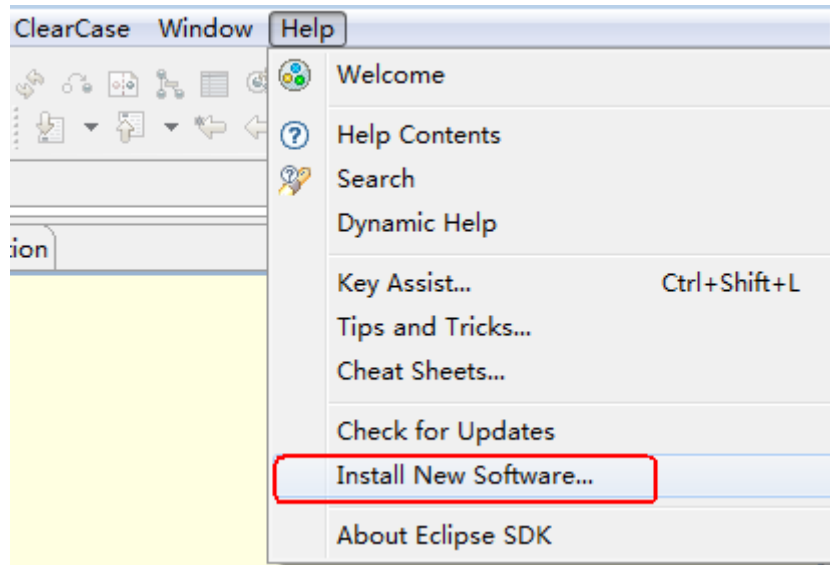 ClearCase Window Help
Welcome
Help Contents
Search
Dynamic Help
tion
Key Assist... Ctrl+Shift+L
Tips and Tricks...
Cheat Sheets...
Check for Updates
Install New Software...
About Eclipse SDK